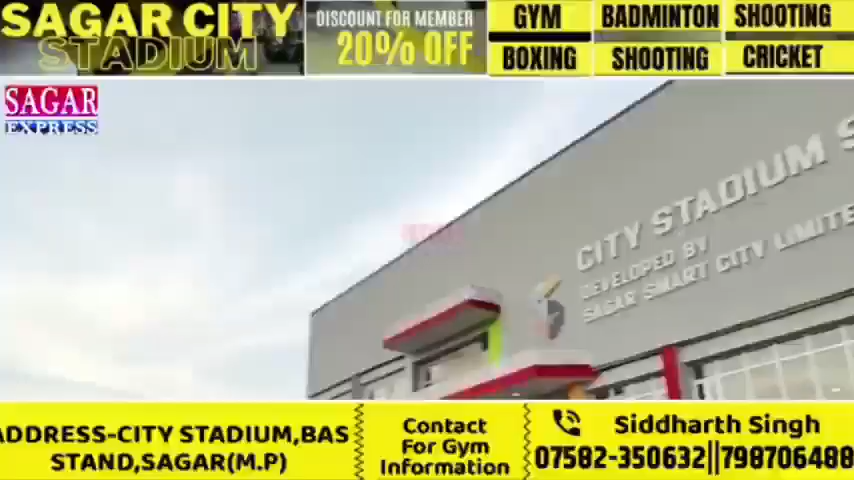 SAGAR CITY
STADIUM
DISCOUNT FOR MEMBER
20% OFF
GYM
BADMINTON
SHOOTING
BOXING
SHOOTING
CRICKET
SAGAR
EXPRESS
CITY STADIUM S
DEVELOPED BY
SAGAR SMART CITY LIMITE
ADDRESS-CITY STADIUM,BAS
STAND,SAGAR(M.P)
Contact
For Gym
Information
Siddharth Singh
07582-350632||798706488